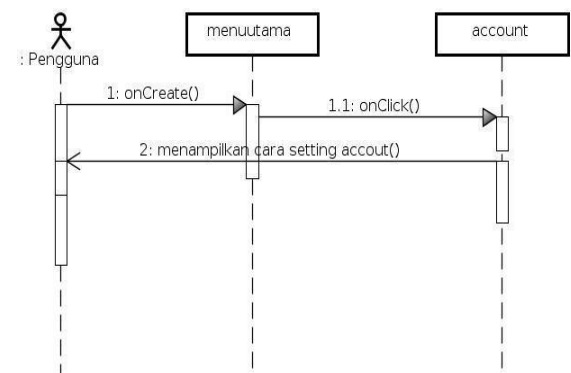 menuutama
account
: Pengguna
1: onCreate()
1.1: onClick()
2: menampilkan cara setting accout()